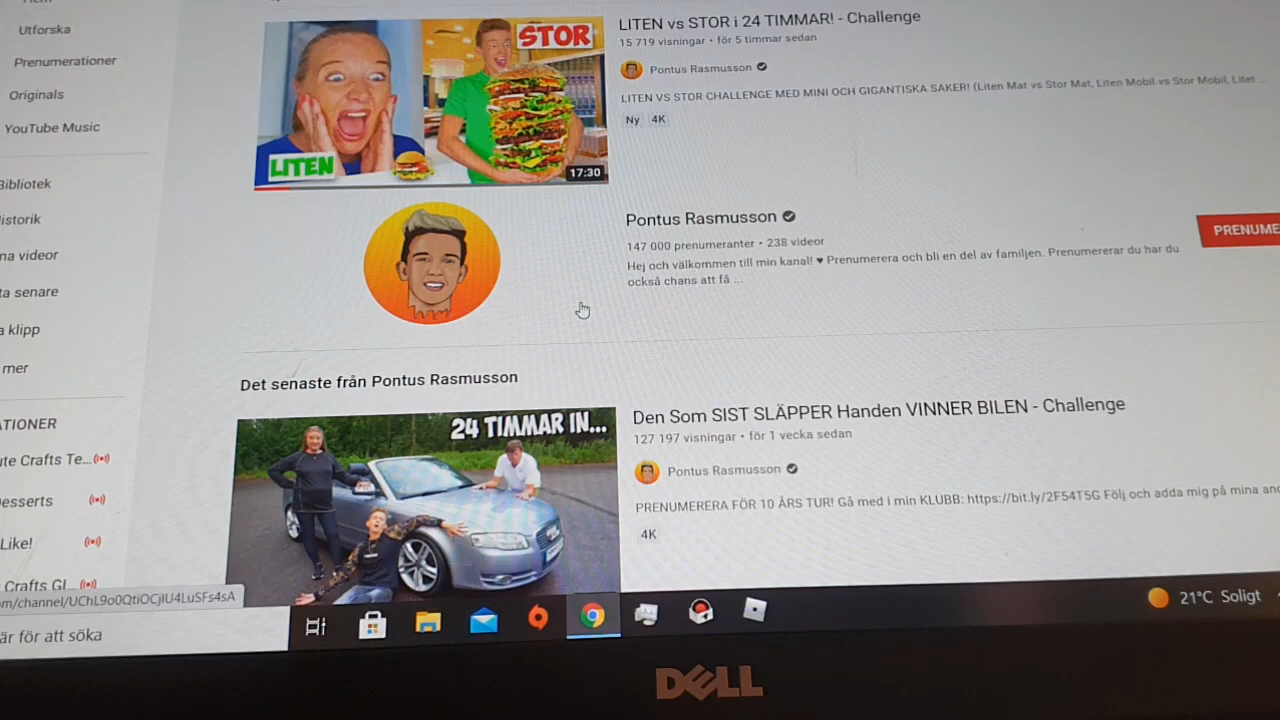 Utforska
Prenumerationer
Originals
YouTube Music
Bibliotek
istorik
na videor
ta senare
a klipp
mer
ATIONER
ute Crafts Te...
esserts
Like!
Crafts Gl...
LITEN
STOR
17:30
LITEN vs STOR i 24 TIMMAR! - Challenge
15 719 visningar • för 5 timmar sedan
Pontus Rasmusson
LITEN VS STOR CHALLENGE MED MINI OCH GIGANTISKA SAKER! (Liten Mat vs Stor Mat, Liten Mobil vs Stor Mobil, Litet ...
Ny 4K
Pontus Rasmusson
147 000 prenumeranter • 238 videor
Hej och välkommen till min kanal! ♥ Prenumerera och bli en del av familjen. Prenumererar du har du
också chans att få ...
PRENUME
Det senaste från Pontus Rasmusson
24 TIMMAR IN...
Den Som SIST SLÄPPER Handen VINNER BILEN - Challenge
127 197 visningar • för 1 vecka sedan
Pontus Rasmusson
PRENUMERERA FÖR 10 ÅRS TUR! Gå med i min KLUBB: https://bit.ly/2F54T5G Följ och adda mig på mina and
4K
är för att söka
21°C Soligt
DELL